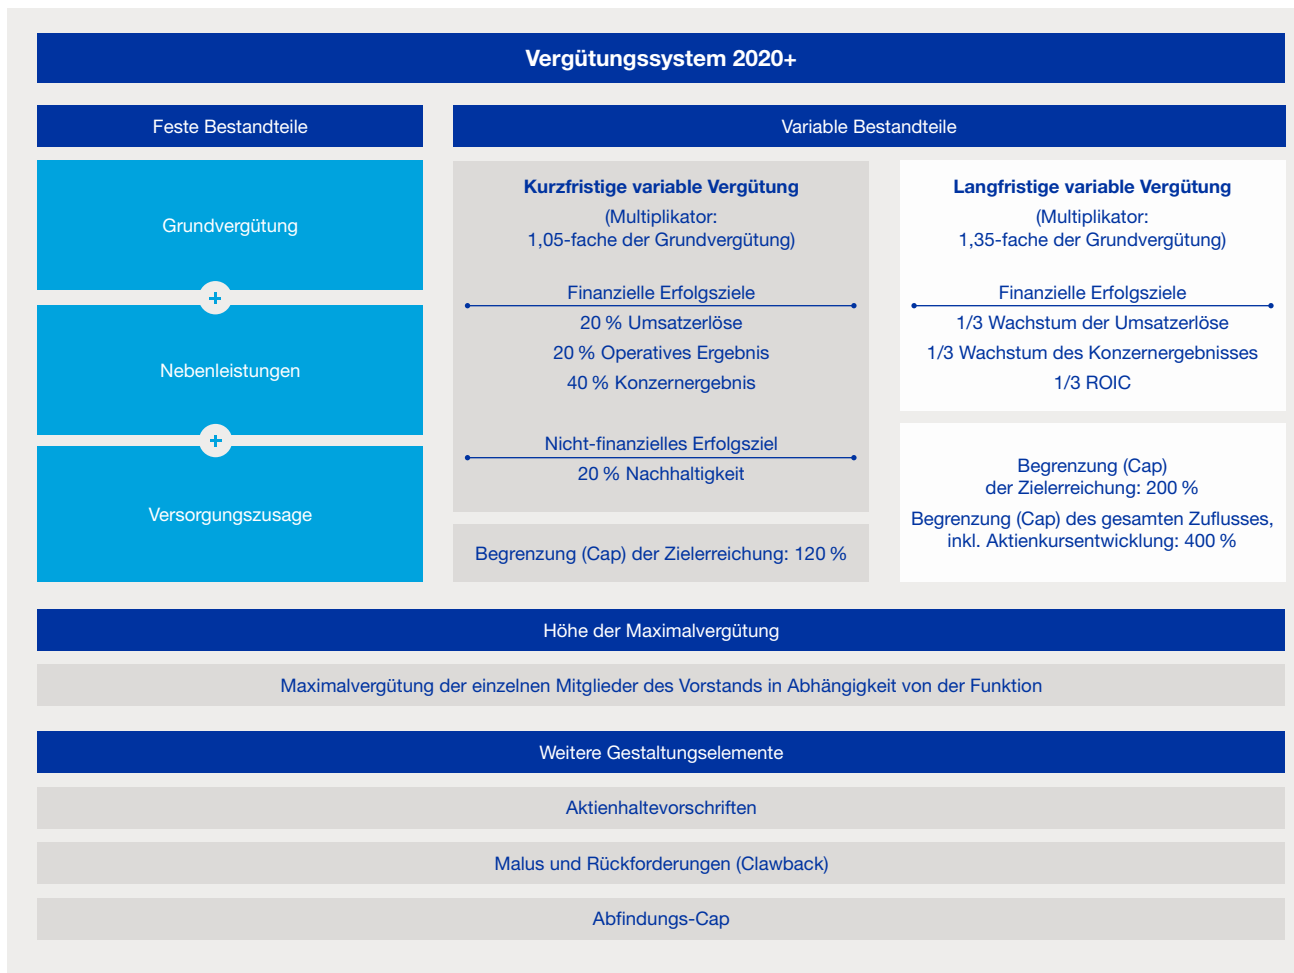 Vergütungssystem 2020+
Feste Bestandteile
Grundvergütung
+
Nebenleistungen
+
Versorgungszusage
Variable Bestandteile
Kurzfristige variable Vergütung
(Multiplikator:
1,05-fache der Grundvergütung)
Finanzielle Erfolgsziele
20 % Umsatzerlöse
20 % Operatives Ergebnis
40 % Konzernergebnis
Nicht-finanzielles Erfolgsziel
20 % Nachhaltigkeit
Begrenzung (Cap) der Zielerreichung: 120 %
Langfristige variable Vergütung
(Multiplikator:
1,35-fache der Grundvergütung)
Finanzielle Erfolgsziele
1/3 Wachstum der Umsatzerlöse
1/3 Wachstum des Konzernergebnisses
1/3 ROIC
Begrenzung (Cap)
der Zielerreichung: 200 %
Begrenzung (Cap) des gesamten Zuflusses,
inkl. Aktienkursentwicklung: 400 %
Höhe der Maximalvergütung
Maximalvergütung der einzelnen Mitglieder des Vorstands in Abhängigkeit von der Funktion
Weitere Gestaltungselemente
Aktienhaltevorschriften
Malus und Rückforderungen (Clawback)
Abfindungs-Cap